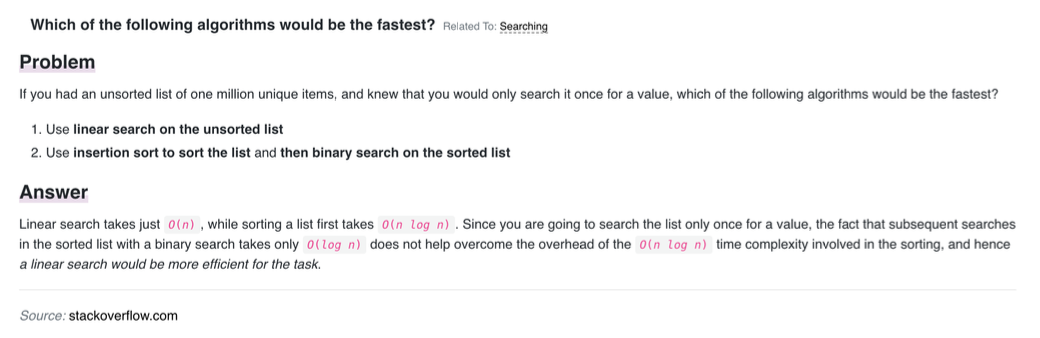 Which of the following algorithms would be the fastest? Related To: Searching
Problem
If you had an unsorted list of one million unique items, and knew that you would only search it once for a value, which of the following algorithms would be the fastest?
1. Use linear search on the unsorted list
2. Use insertion sort to sort the list and then binary search on the sorted list
Answer
Linear search takes just O(n) , while sorting a list first takes O(n log n) . Since you are going to search the list only once for a value, the fact that subsequent searches
in the sorted list with a binary search takes only O(log n) does not help overcome the overhead of the O(n log n) time complexity involved in the sorting, and hence
a linear search would be more efficient for the task.
Source: stackoverflow.com